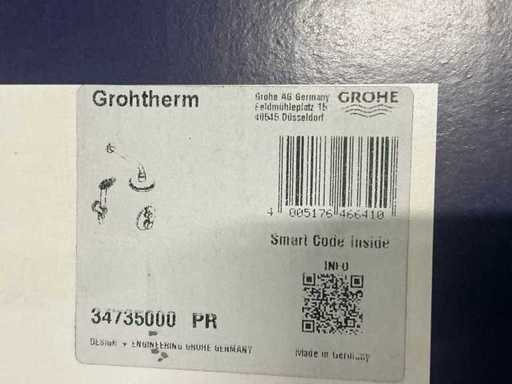 Grohtherm
Grohe AG Germany
Feldmühleplatz 15
40545 Düsseldorf
GROHE
4 005176 466410
Smart Code Inside
INFO
34735000 PR
DESIGN + ENGINEERING GROHE GERMANY
Made in Germany